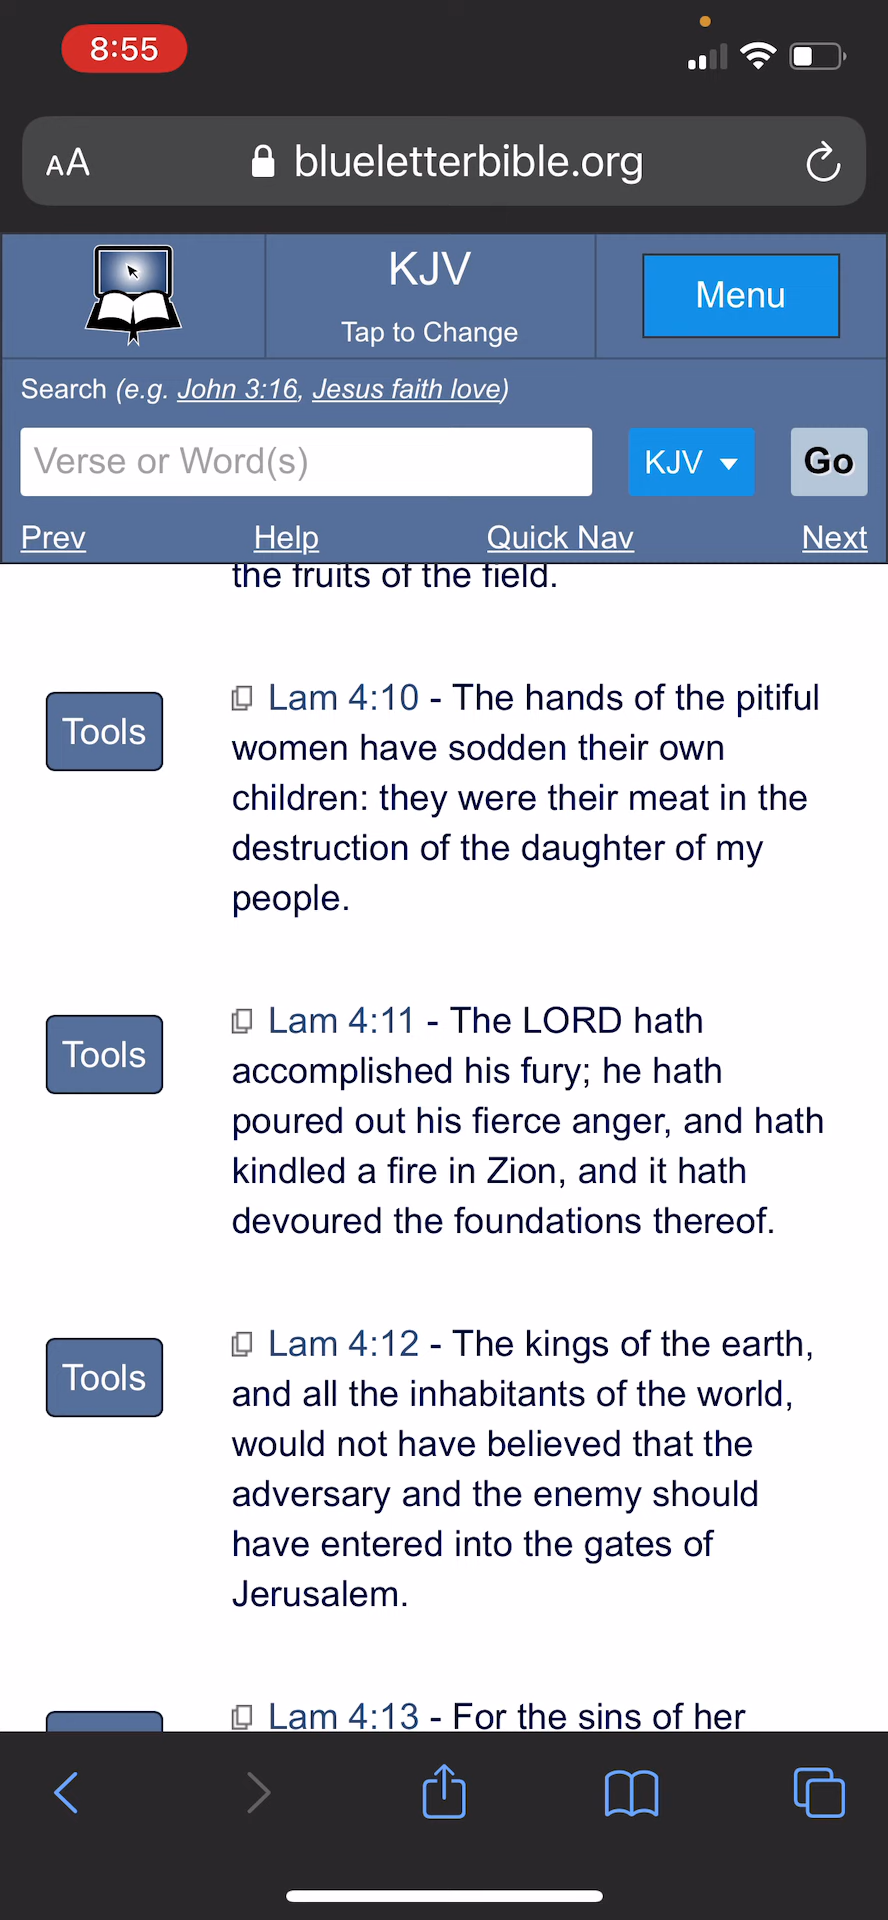 8:55
AA blueletterbible.org
KJV
Tap to Change
Menu
Search (e.g. John 3:16, Jesus faith love)
Verse or Word(s)
KJV
Go
Prev Help Quick Nav Next
the fruits of the field.
Tools
Lam 4:10 - The hands of the pitiful
women have sodden their own
children: they were their meat in the
destruction of the daughter of my
people.
Tools
Lam 4:11 - The LORD hath
accomplished his fury; he hath
poured out his fierce anger, and hath
kindled a fire in Zion, and it hath
devoured the foundations thereof.
Tools
Lam 4:12 - The kings of the earth,
and all the inhabitants of the world,
would not have believed that the
adversary and the enemy should
have entered into the gates of
Jerusalem.
Lam 4:13 - For the sins of her